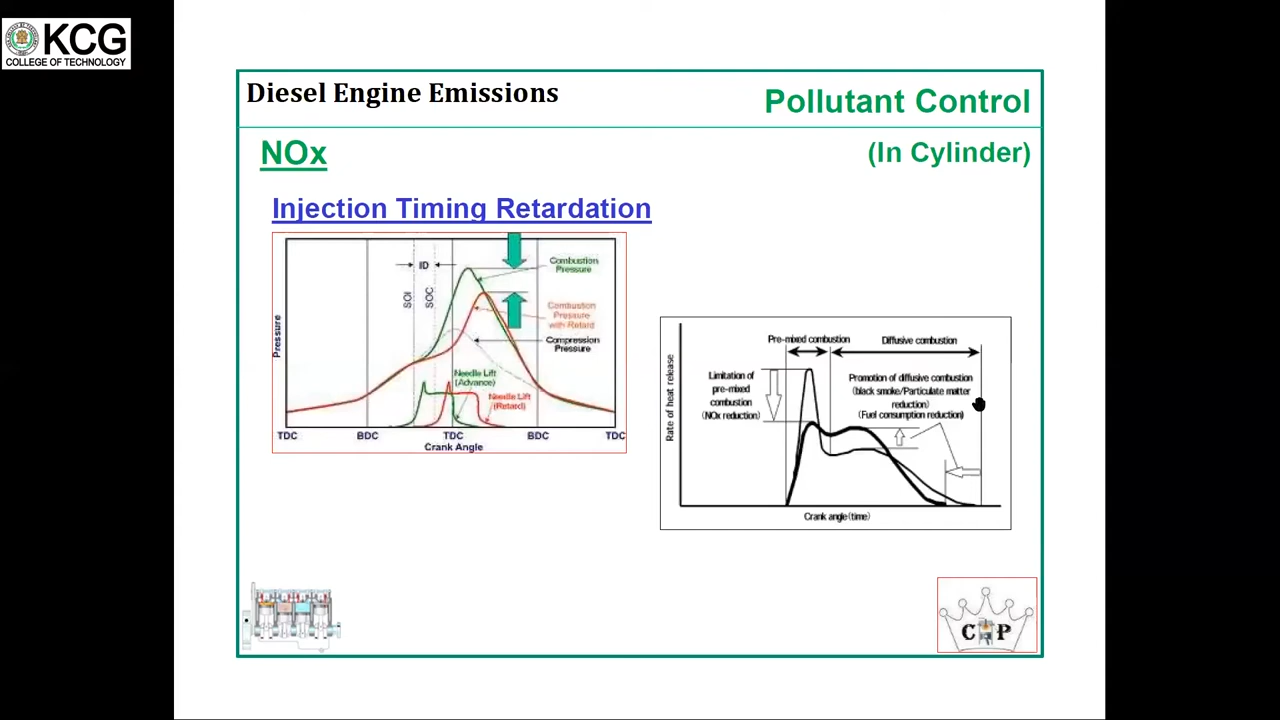 KCG
COLLEGE OF TECHNOLOGY
Diesel Engine Emissions
Pollutant Control
NOx
(In Cylinder)
Injection Timing Retardation
ID
SOI
SOC
Combustion
Pressure
Combustion
Pressure
with Retard
Compression
Pressure
Needle Lift
(Advance)
Needle Lift
(Retard)
Pressure
TDC
BDC
TDC
BDC
TDC
Crank Angle
Pre-mixed combustion
Diffusive combustion
Limitation of
pre-mixed
combustion
(NOx reduction)
Promotion of diffusive combustion
(black smoke/Particulate matter
reduction)
(Fuel consumption reduction)
Rate of heat release
Crank angle(time)
C P